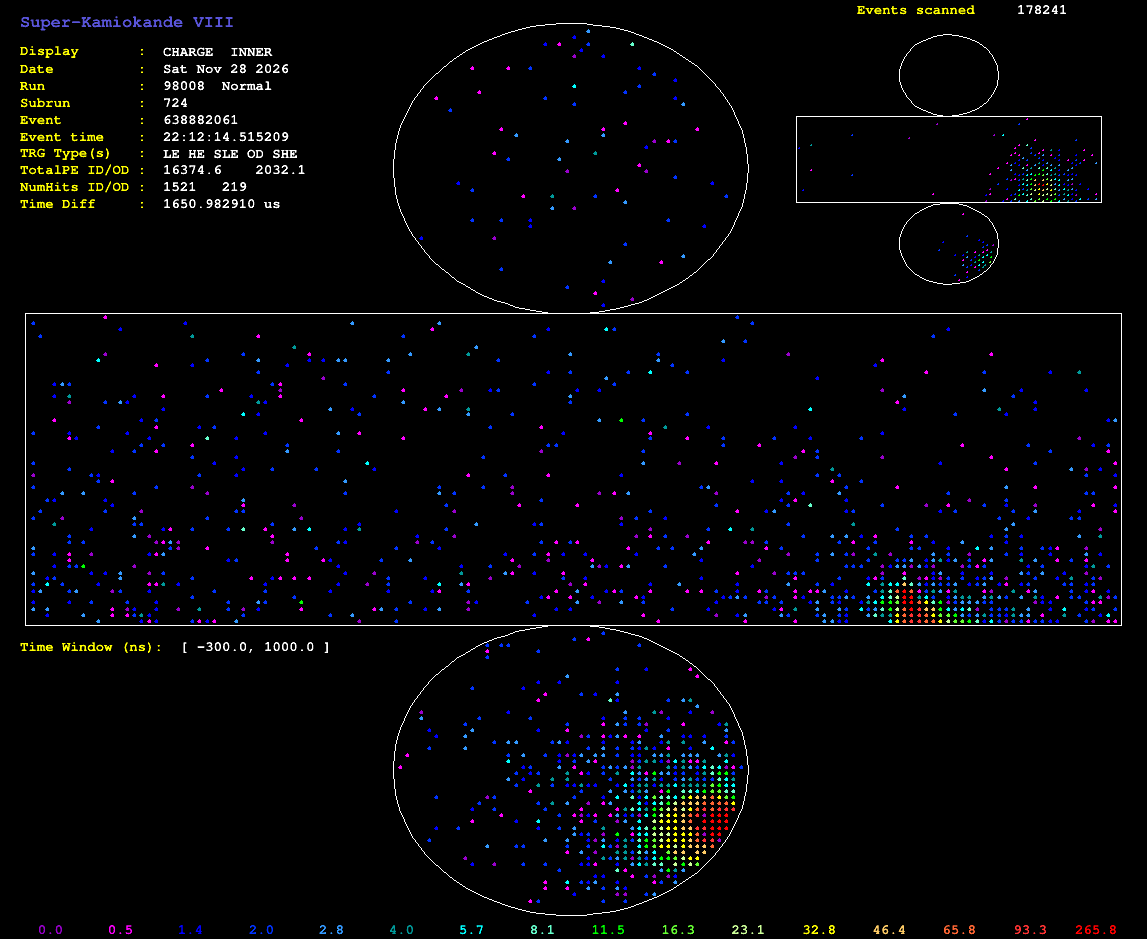 Super-Kamiokande VIII
Events scanned 178241
Display : CHARGE INNER
Date : Sat Nov 28 2026
Run : 98008 Normal
Subrun : 724
Event : 638882061
Event time : 22:12:14.515209
TRG Type(s) : LE HE SLE OD SHE
TotalPE ID/OD : 16374.6 2032.1
NumHits ID/OD : 1521 219
Time Diff : 1650.982910 us
Time Window (ns): [ -300.0, 1000.0 ]
0.0 0.5 1.4 2.0 2.8 4.0 5.7 8.1 11.5 16.3 23.1 32.8 46.4 65.8 93.3 265.8